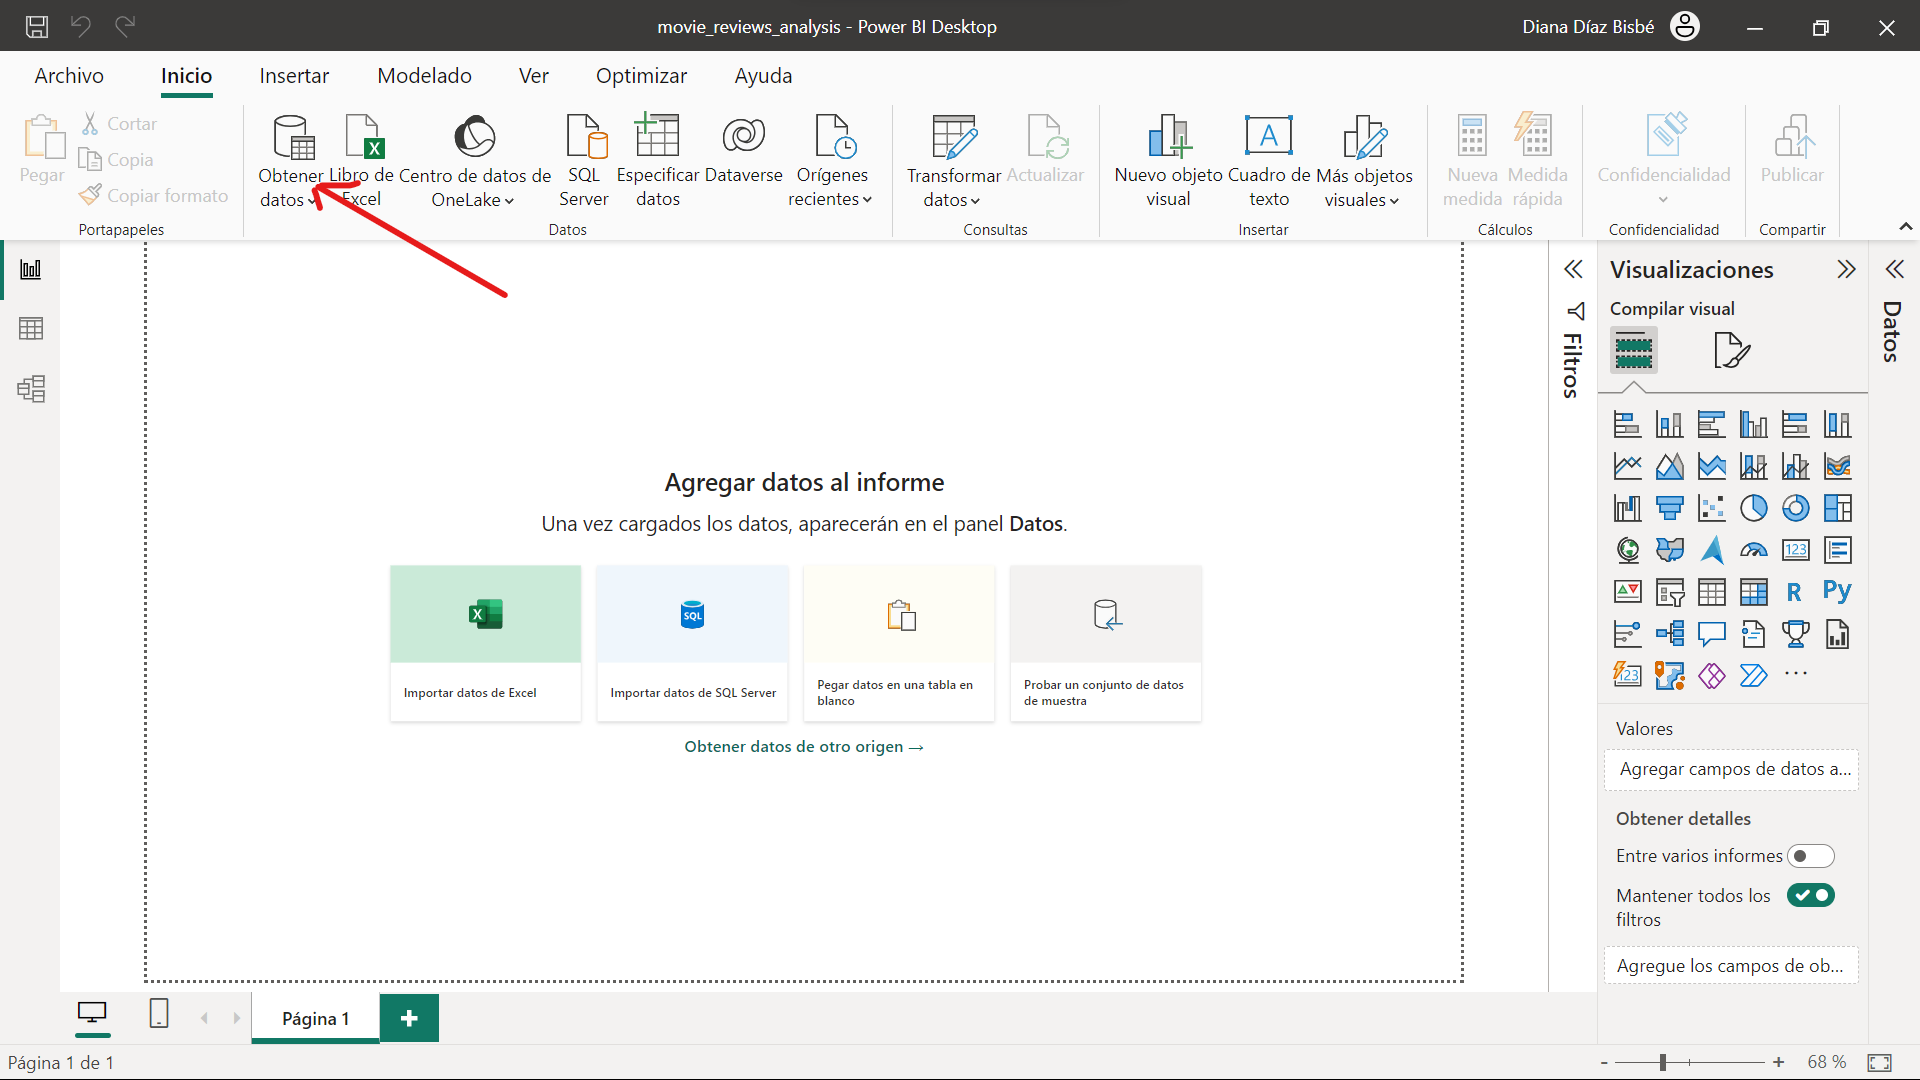 movie_reviews_analysis - Power BI Desktop
Diana Díaz Bisbé
Archivo
Inicio
Insertar
Modelado
Ver
Optimizar
Ayuda
Pegar
Cortar
Copia
Copiar formato
Portapapeles
Obtener
datos
Libro de
Excel
Centro de datos de
OneLake
SQL
Server
Especificar
datos
Dataverse
Orígenes
recientes
Datos
Transformar
datos
Actualizar
Consultas
Nuevo objeto
visual
A
Cuadro de
texto
Más objetos
visuales
Insertar
Nueva
medida
Medida
rápida
Cálculos
Confidencialidad
Confidencialidad
Publicar
Compartir
Agregar datos al informe
Una vez cargados los datos, aparecerán en el panel Datos.
Importar datos de Excel
SQL
Importar datos de SQL Server
Pegar datos en una tabla en
blanco
Probar un conjunto de datos
de muestra
Obtener datos de otro origen →
Filtros
Visualizaciones
Compilar visual
123
R
Py
123
Valores
Agregar campos de datos a...
Obtener detalles
Entre varios informes
Mantener todos los
filtros
Agregue los campos de ob...
Datos
Página 1
Página 1 de 1
68 %